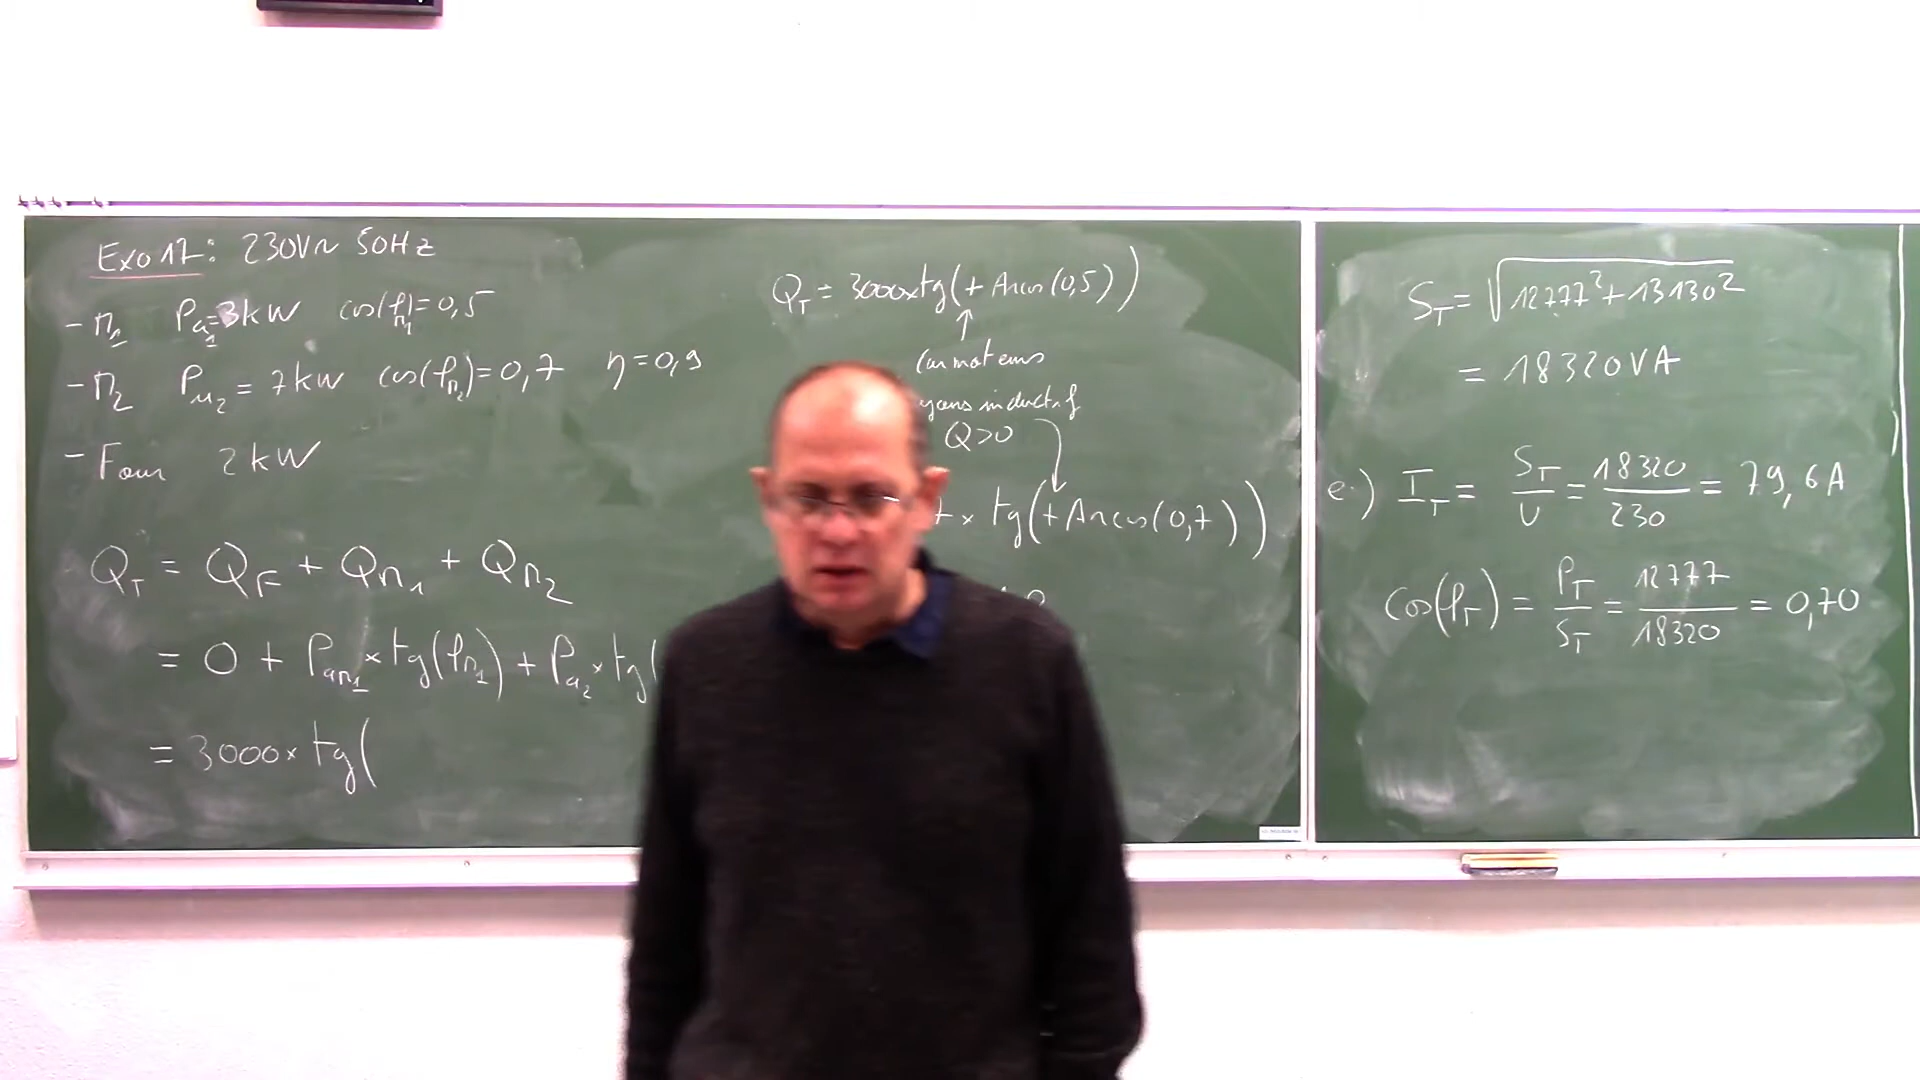 Exo 17: 230V~ 50Hz
- M1 Pa1=3kW cos(φM1)=0,5
- M2 Pu2 = 7kW cos(φM2)=0,7 η=0,9
- Four 2kW
QT = QF + QM1 + QM2
= 0 + PaM1 × tg(φM1) + Pa2 × tg(
= 3000 × tg(
QT = 3000×tg(+ Arcos(0,5))
↑
Car moteurs
inductif
Q>0
× tg(+Arcos(0,7))
ST = √(12777² + 13130²)
= 18320VA
e.) IT = ST/U = 18320/230 = 79,6A
cos(φT) = PT/ST = 12777/18320 = 0,70